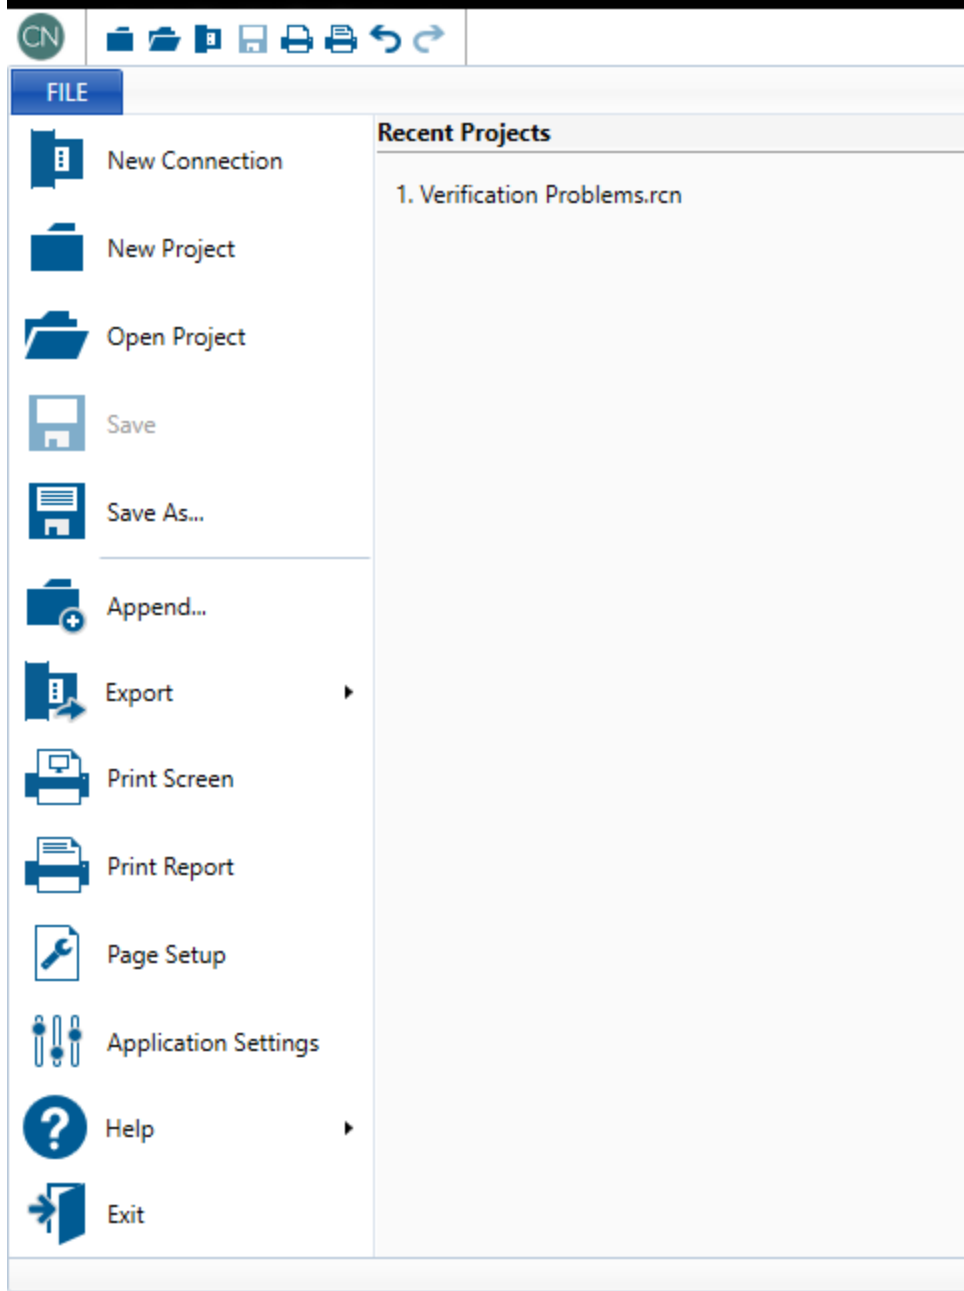 CN
FILE
Recent Projects
1. Verification Problems.rcn
New Connection
New Project
Open Project
Save
Save As...
Append...
Export
Print Screen
Print Report
Page Setup
Application Settings
Help
Exit